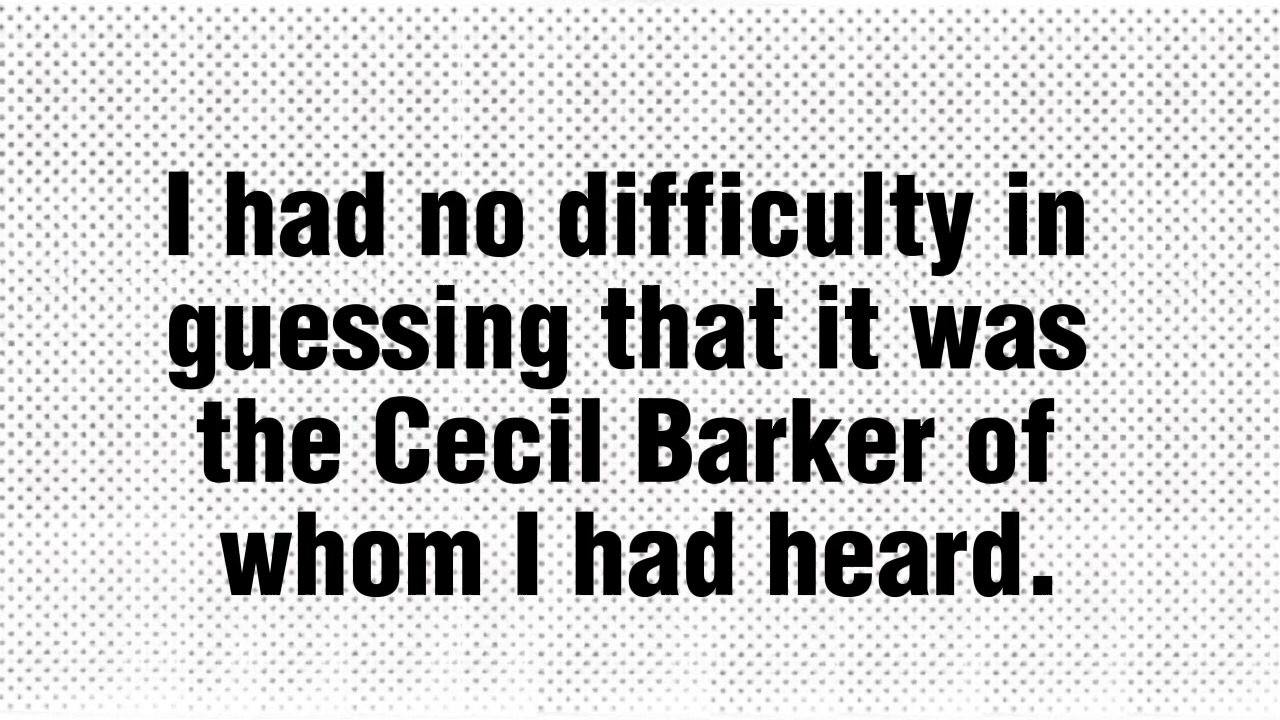 I had no difficulty in
guessing that it was
the Cecil Barker of
whom I had heard.